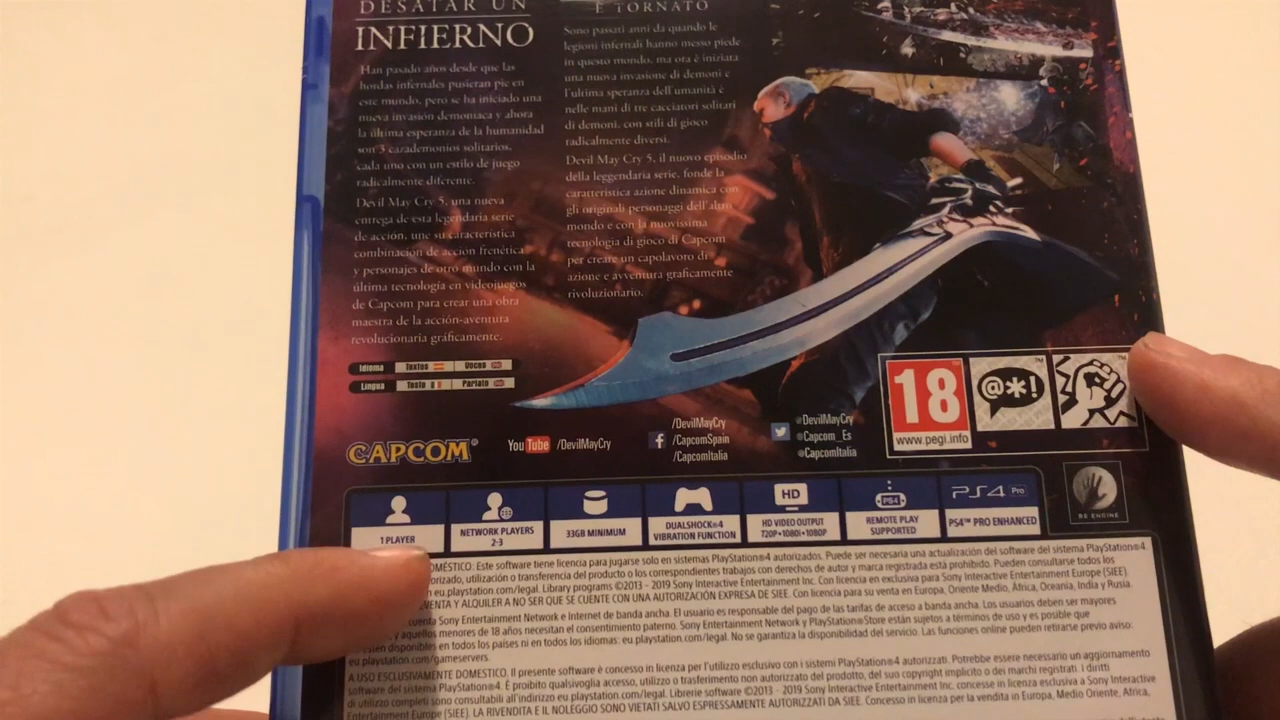 DESATAR UN
INFIERNO
Han pasado años desde que las
hordas infernales pusieran pie en
este mundo, pero se ha iniciado una
nueva invasión demoniaca y ahora
la última esperanza de la humanidad
son 3 cazademonios solitarios,
cada uno con un estilo de juego
radicalmente diferente.
Devil May Cry 5, una nueva
entrega de esta legendaria serie
de acción, une su característica
combinación de acción frenética
y personajes de otro mundo con la
última tecnología en videojuegos
de Capcom para crear una obra
maestra de la acción-aventura
revolucionaria gráficamente.
È TORNATO
Sono passati anni da quando le
legioni infernali hanno messo piede
in questo mondo, ma ora è iniziata
una nuova invasione di demoni e
l'ultima speranza dell'umanità è
nelle mani di tre cacciatori solitari
di demoni, con stili di gioco
radicalmente diversi.
Devil May Cry 5, il nuovo episodio
della leggendaria serie, fonde la
caratteristica azione dinamica con
gli originali personaggi dell'altro
mondo e con la nuovissima
tecnologia di gioco di Capcom
per creare un capolavoro di
azione e avventura graficamente
rivoluzionario.
Idioma Textos Voces
Lingua Testo Parlato
CAPCOM
YouTube /DevilMayCry
/DevilMayCry
/CapcomSpain
/CapcomItalia
@DevilMayCry
@Capcom_Es
@CapcomItalia
18
www.pegi.info
@*!
1 PLAYER
NETWORK PLAYERS
2-3
33GB MINIMUM
DUALSHOCK®4
VIBRATION FUNCTION
HD
HD VIDEO OUTPUT
720P•1080i•1080P
PS4
REMOTE PLAY
SUPPORTED
PS4 Pro
PS4™ PRO ENHANCED
RE ENGINE
DOMÉSTICO: Este software tiene licencia para jugarse solo en sistemas PlayStation®4 autorizados. Puede ser necesaria una actualización del software del sistema PlayStation®4.
utilización o transferencia del producto o los correspondientes trabajos con derechos de autor y marca registrada está prohibido. Pueden consultarse todos los
eu.playstation.com/legal. Library programs ©2013 - 2019 Sony Interactive Entertainment Inc. Con licencia en exclusiva para Sony Interactive Entertainment Europe (SIEE).
VENTA Y ALQUILER A NO SER QUE SE CUENTE CON UNA AUTORIZACIÓN EXPRESA DE SIEE. Con licencia para su venta en Europa, Oriente Medio, África, Oceanía, India y Rusia.
cuenta Sony Entertainment Network e Internet de banda ancha. El usuario es responsable del pago de las tarifas de acceso a banda ancha. Los usuarios deben ser mayores
y aquellos menores de 18 años necesitan el consentimiento paterno. Sony Entertainment Network y PlayStation®Store están sujetos a términos de uso y es posible que
disponibles en todos los países ni en todos los idiomas: eu.playstation.com/legal. No se garantiza la disponibilidad del servicio. Las funciones online pueden retirarse previo aviso:
eu.playstation.com/gameservers.
A USO ESCLUSIVAMENTE DOMESTICO. Il presente software è concesso in licenza per l'utilizzo esclusivo con i sistemi PlayStation®4 autorizzati. Potrebbe essere necessario un aggiornamento
software del sistema PlayStation®4. È proibito qualsivoglia accesso, utilizzo o trasferimento non autorizzato del prodotto, del suo copyright implicito o dei marchi registrati. I diritti
di utilizzo completi sono consultabili all'indirizzo eu.playstation.com/legal. Librerie software ©2013 - 2019 Sony Interactive Entertainment Inc. concesse in licenza esclusiva a Sony Interactive
Entertainment Europe (SIEE). LA RIVENDITA E IL NOLEGGIO SONO VIETATI SALVO ESPRESSAMENTE AUTORIZZATI DA SIEE. Concesso in licenza per la vendita in Europa, Medio Oriente, Africa,